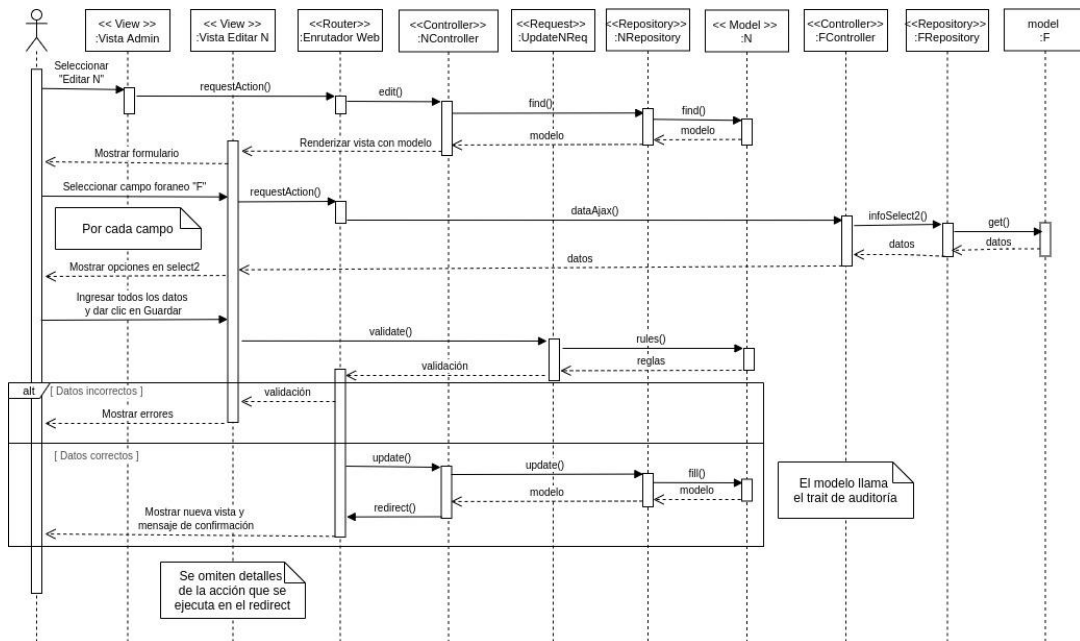 << View >>
:Vista Admin
<< View >>
:Vista Editar N
<<Router>>
:Enrutador Web
<<Controller>>
:NController
<<Request>>
:UpdateNReq
<<Repository>>
:NRepository
<< Model >>
:N
<<Controller>>
:FController
<<Repository>>
:FRepository
model
:F
Seleccionar
"Editar N"
requestAction()
edit()
find()
find()
modelo
modelo
Renderizar vista con modelo
Mostrar formulario
Seleccionar campo foraneo "F"
requestAction()
dataAjax()
infoSelect2()
get()
Por cada campo
datos
datos
datos
Mostrar opciones en select2
Ingresar todos los datos
y dar clic en Guardar
validate()
rules()
reglas
validación
alt
[ Datos incorrectos ]
validación
Mostrar errores
[ Datos correctos ]
update()
update()
fill()
modelo
modelo
redirect()
Mostrar nueva vista y
mensaje de confirmación
El modelo llama
el trait de auditoría
Se omiten detalles
de la acción que se
ejecuta en el redirect